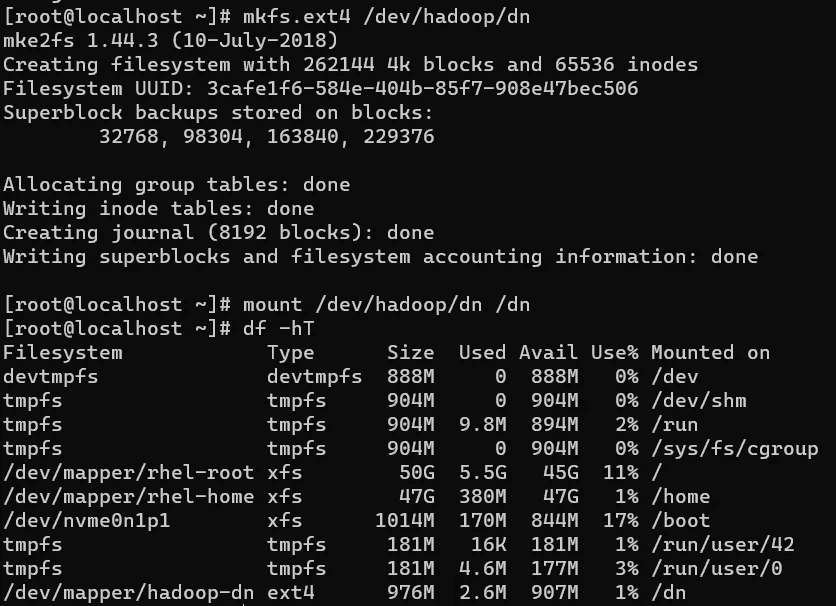 [root@localhost ~]# mkfs.ext4 /dev/hadoop/dn
mke2fs 1.44.3 (10-July-2018)
Creating filesystem with 262144 4k blocks and 65536 inodes
Filesystem UUID: 3cafe1f6-584e-404b-85f7-908e47bec506
Superblock backups stored on blocks:
        32768, 98304, 163840, 229376

Allocating group tables: done
Writing inode tables: done
Creating journal (8192 blocks): done
Writing superblocks and filesystem accounting information: done

[root@localhost ~]# mount /dev/hadoop/dn /dn
[root@localhost ~]# df -hT
Filesystem            Type      Size  Used Avail Use% Mounted on
devtmpfs              devtmpfs  888M     0  888M   0% /dev
tmpfs                 tmpfs     904M     0  904M   0% /dev/shm
tmpfs                 tmpfs     904M  9.8M  894M   2% /run
tmpfs                 tmpfs     904M     0  904M   0% /sys/fs/cgroup
/dev/mapper/rhel-root xfs        50G  5.5G   45G  11% /
/dev/mapper/rhel-home xfs        47G  380M   47G   1% /home
/dev/nvme0n1p1        xfs      1014M  170M  844M  17% /boot
tmpfs                 tmpfs     181M   16K  181M   1% /run/user/42
tmpfs                 tmpfs     181M  4.6M  177M   3% /run/user/0
/dev/mapper/hadoop-dn ext4      976M  2.6M  907M   1% /dn